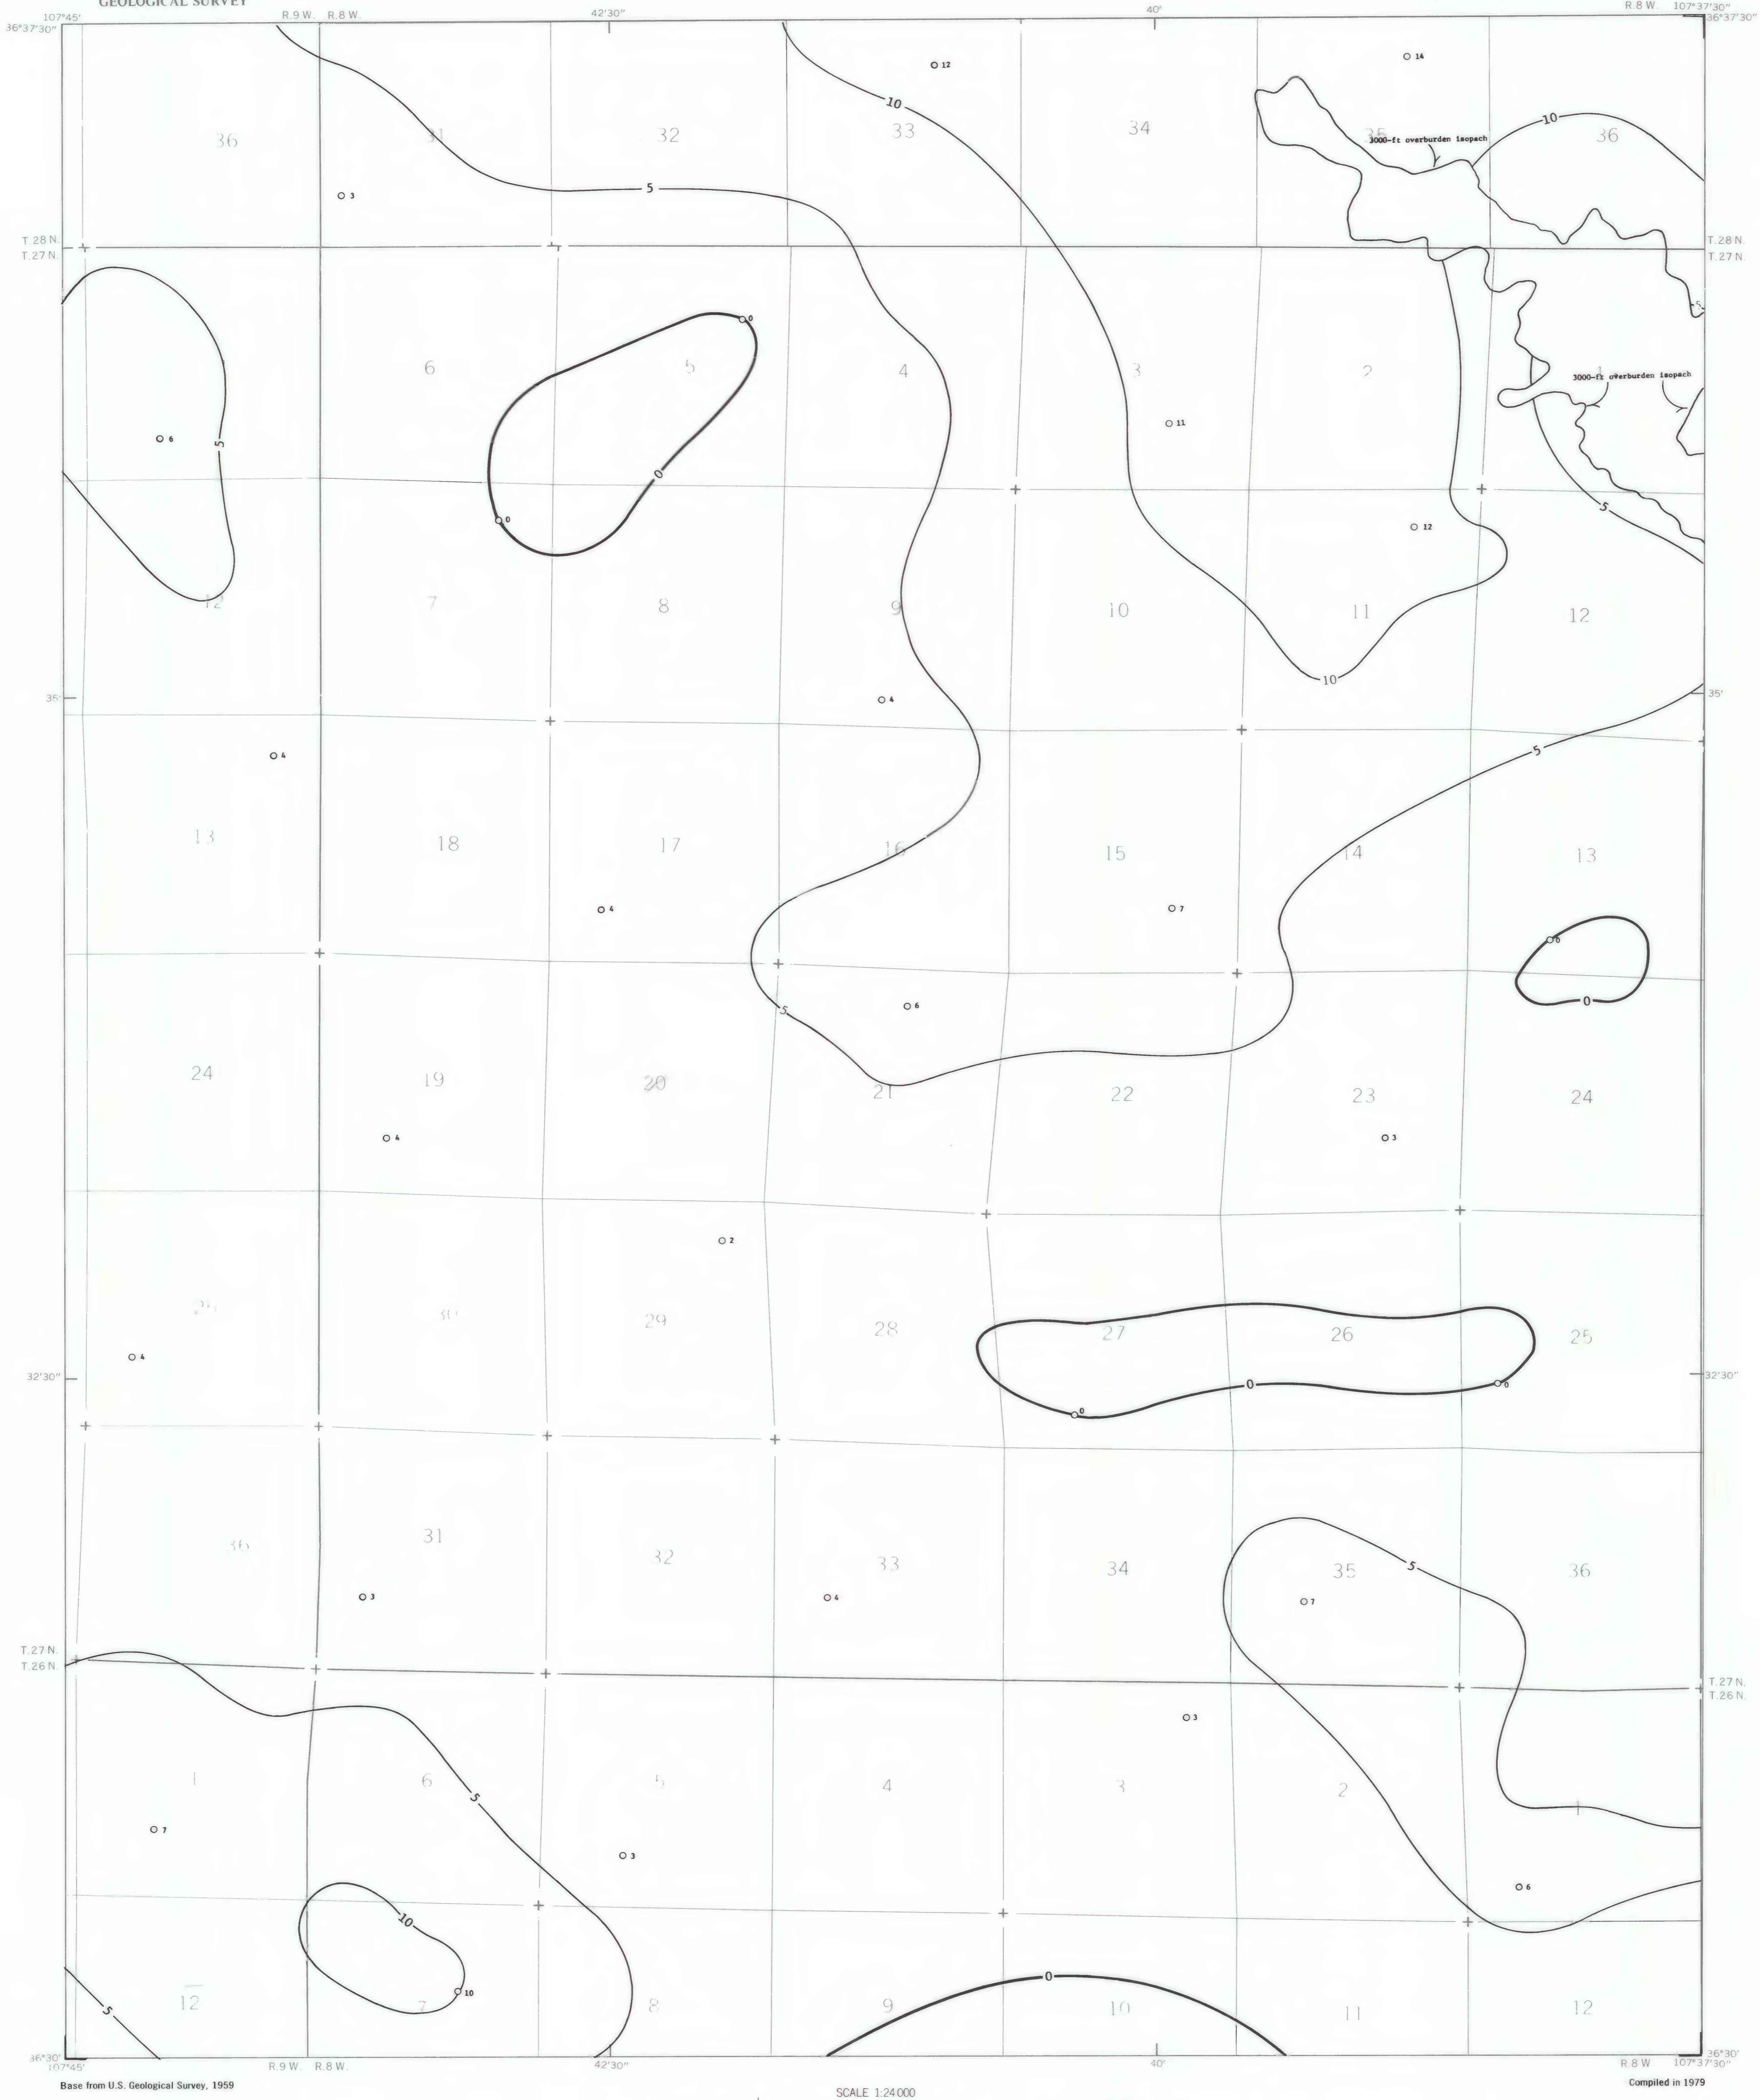 GEOLOGICAL SURVEY
107°45' R.9 W. R.8 W. 42'30" 40' R.8 W. 107°37'30"
36°37'30" 36°37'30"
12 14
10
36 31 32 33 34 35 36
10
3000-ft overburden isopach
5
3
T.28 N. T.28 N.
T.27 N. T.27 N.
5
0
6 5 4 3 2 1
3000-ft overburden isopach
11
6 5
0
5
0 12
12 7 8 9 10 11 12
10
35' 35'
4
5
4
13 18 17 16 15 14 13
4 7
0
0
6
5
24 19 20 21 22 23 24
4 3
2
30 29 28 27 26 25
4
32'30" 32'30"
0 0
0
36 31 32 33 34 35 36
5
3 4 7
T.27 N.
T.26 N.
T.27 N.
T.26 N.
3
1 6 5 4 3 2 1
5
7
3
6
10
0
10
12 7 8 9 10 11 12
5
36°30' 36°30'
107°45' R.9 W. R.8 W. 42'30" 40' R.8 W 107°37'30"
Base from U.S. Geological Survey, 1959
Compiled in 1979
SCALE 1:24 000